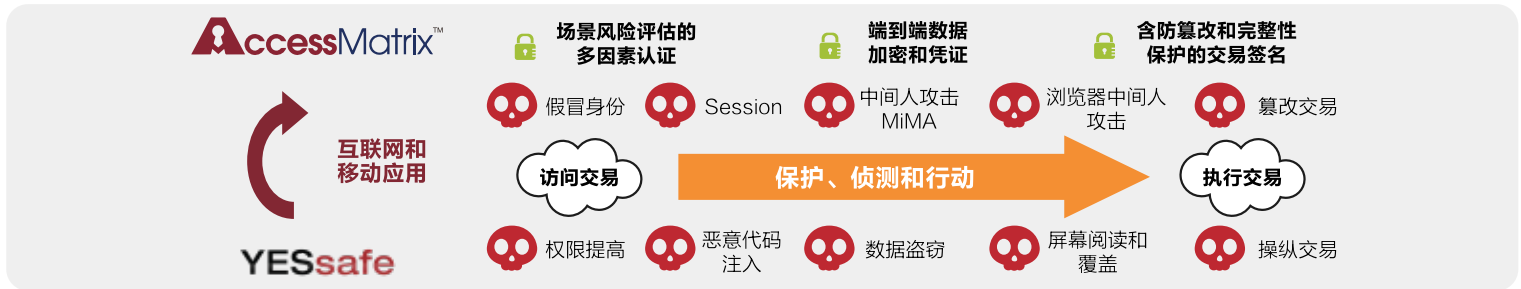 AccessMatrix™
场景风险评估的
多因素认证
端到端数据
加密和凭证
含防篡改和完整性
保护的交易签名
假冒身份
Session
中间人攻击
MiMA
浏览器中间人
攻击
篡改交易
互联网和
移动应用
访问交易
保护、侦测和行动
执行交易
YESsafe
权限提高
恶意代码
注入
数据盗窃
屏幕阅读和
覆盖
操纵交易